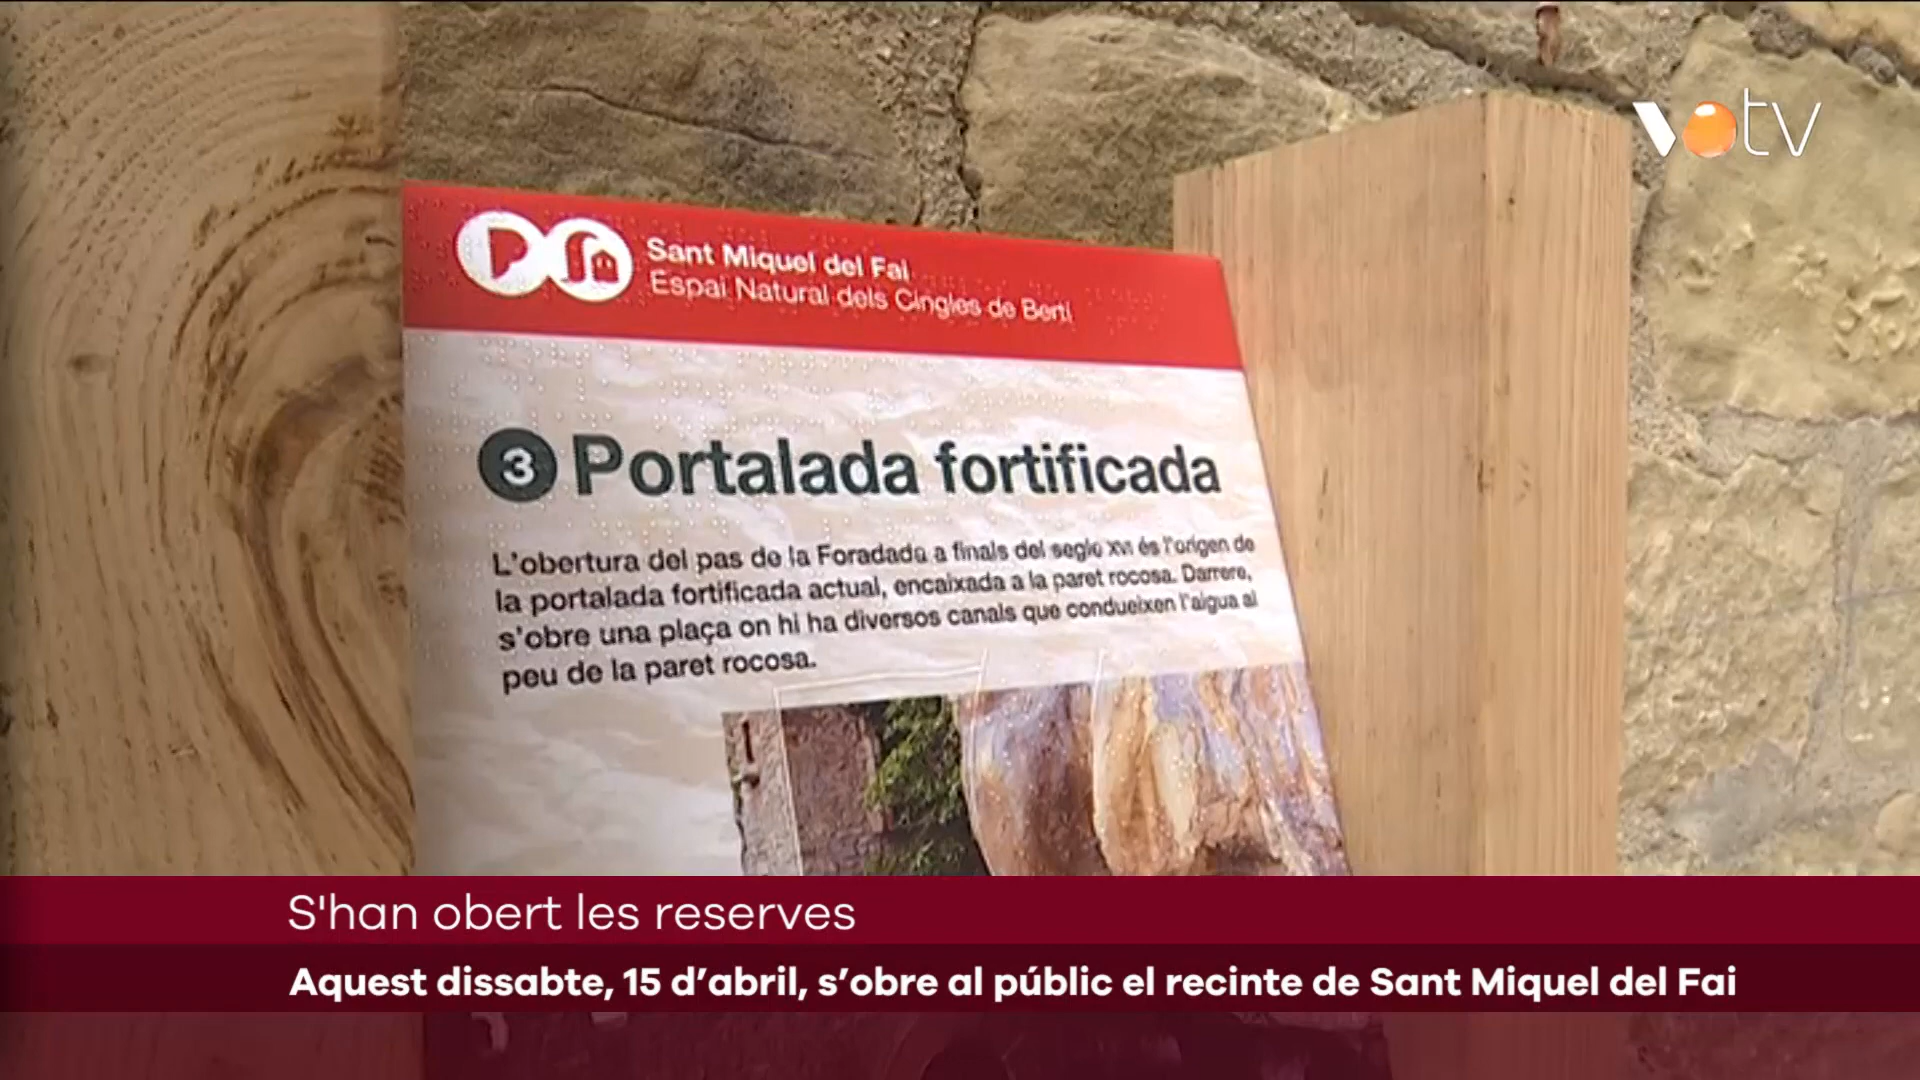 votv
Sant Miquel del Fai
Espai Natural dels Cingles de Bertí
3 Portalada fortificada
L'obertura del pas de la Foradada a finals del segle XVI és l'origen de
la portalada fortificada actual, encaixada a la paret rocosa. Darrere,
s'obre una plaça on hi ha diversos canals que condueixen l'aigua al
peu de la paret rocosa.
S'han obert les reserves
Aquest dissabte, 15 d’abril, s’obre al públic el recinte de Sant Miquel del Fai